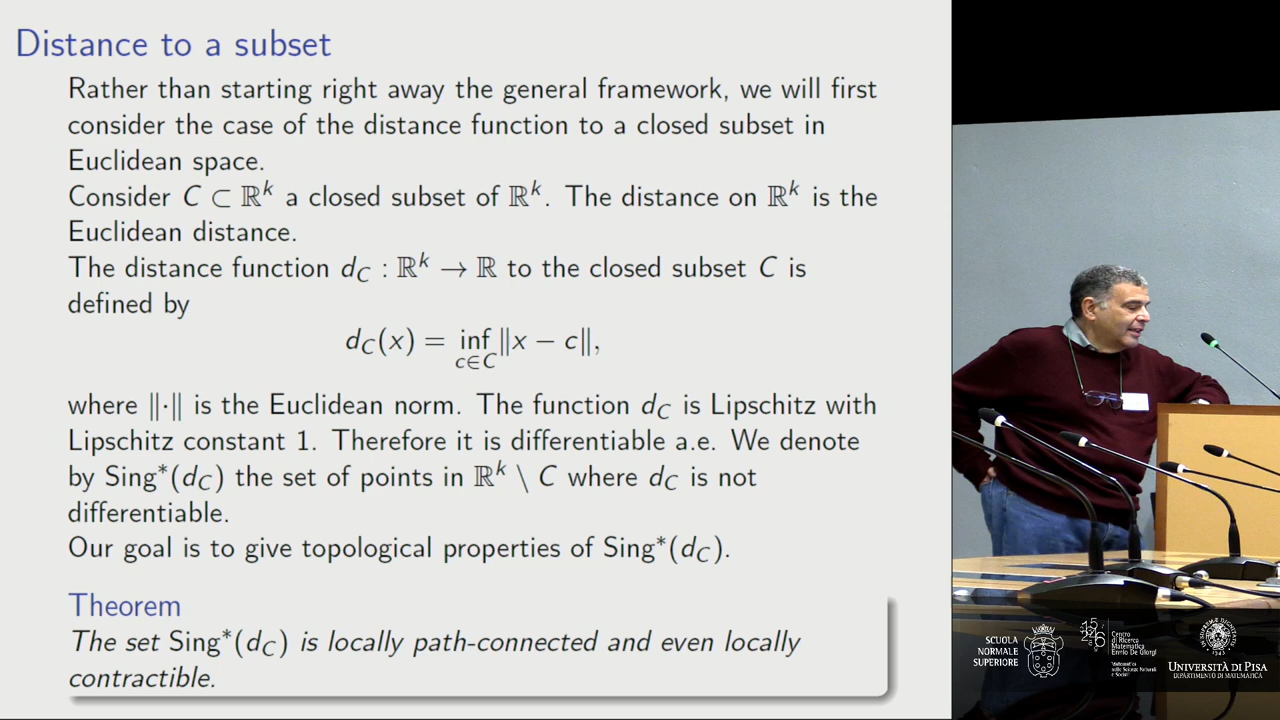 Distance to a subset
Rather than starting right away the general framework, we will first
consider the case of the distance function to a closed subset in
Euclidean space.
Consider C ⊂ ℝᵏ a closed subset of ℝᵏ. The distance on ℝᵏ is the
Euclidean distance.
The distance function d_C : ℝᵏ → ℝ to the closed subset C is
defined by
d_C(x) = inf_{c∈C} ‖x − c‖,
where ‖·‖ is the Euclidean norm. The function d_C is Lipschitz with
Lipschitz constant 1. Therefore it is differentiable a.e. We denote
by Sing*(d_C) the set of points in ℝᵏ \ C where d_C is not
differentiable.
Our goal is to give topological properties of Sing*(d_C).
Theorem
The set Sing*(d_C) is locally path-connected and even locally
contractible.
SCUOLA
NORMALE
SUPERIORE
Centro
di Ricerca
Matematica
Ennio De Giorgi
UNIVERSITÀ DI PISA
DIPARTIMENTO DI MATEMATICA